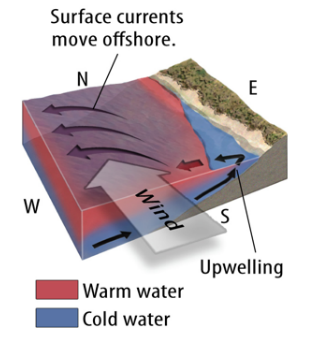 Surface currents
move offshore.
N
E
W
Wind
S
Upwelling
Warm water
Cold water